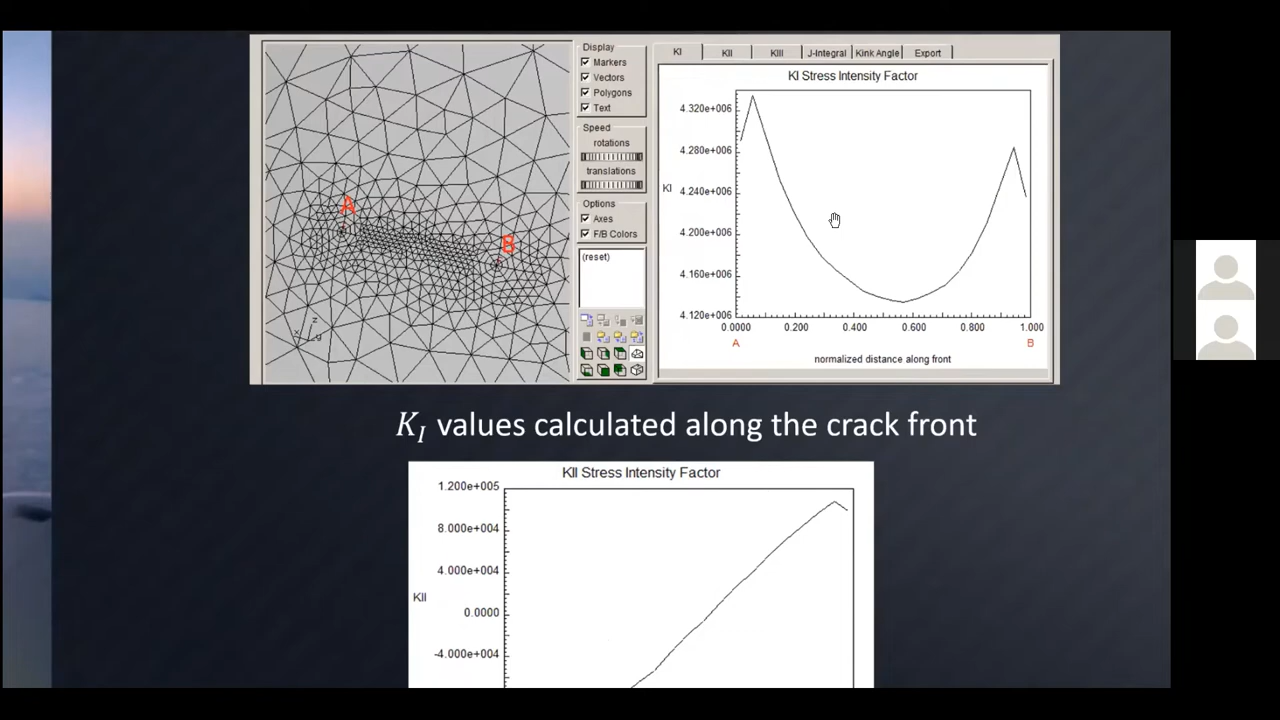 Display
Markers
Vectors
Polygons
Text
Speed
rotations
translations
Options
Axes
F/B Colors
(reset)
A
B
x
z
y
KI
KII
KIII
J-Integral
Kink Angle
Export
KI Stress Intensity Factor
4.320e+006
4.280e+006
4.240e+006
KI
4.200e+006
4.160e+006
4.120e+006
0.0000 0.200 0.400 0.600 0.800 1.000
A B
normalized distance along front
K_I values calculated along the crack front
KII Stress Intensity Factor
1.200e+005
8.000e+004
4.000e+004
KII
0.0000
-4.000e+004